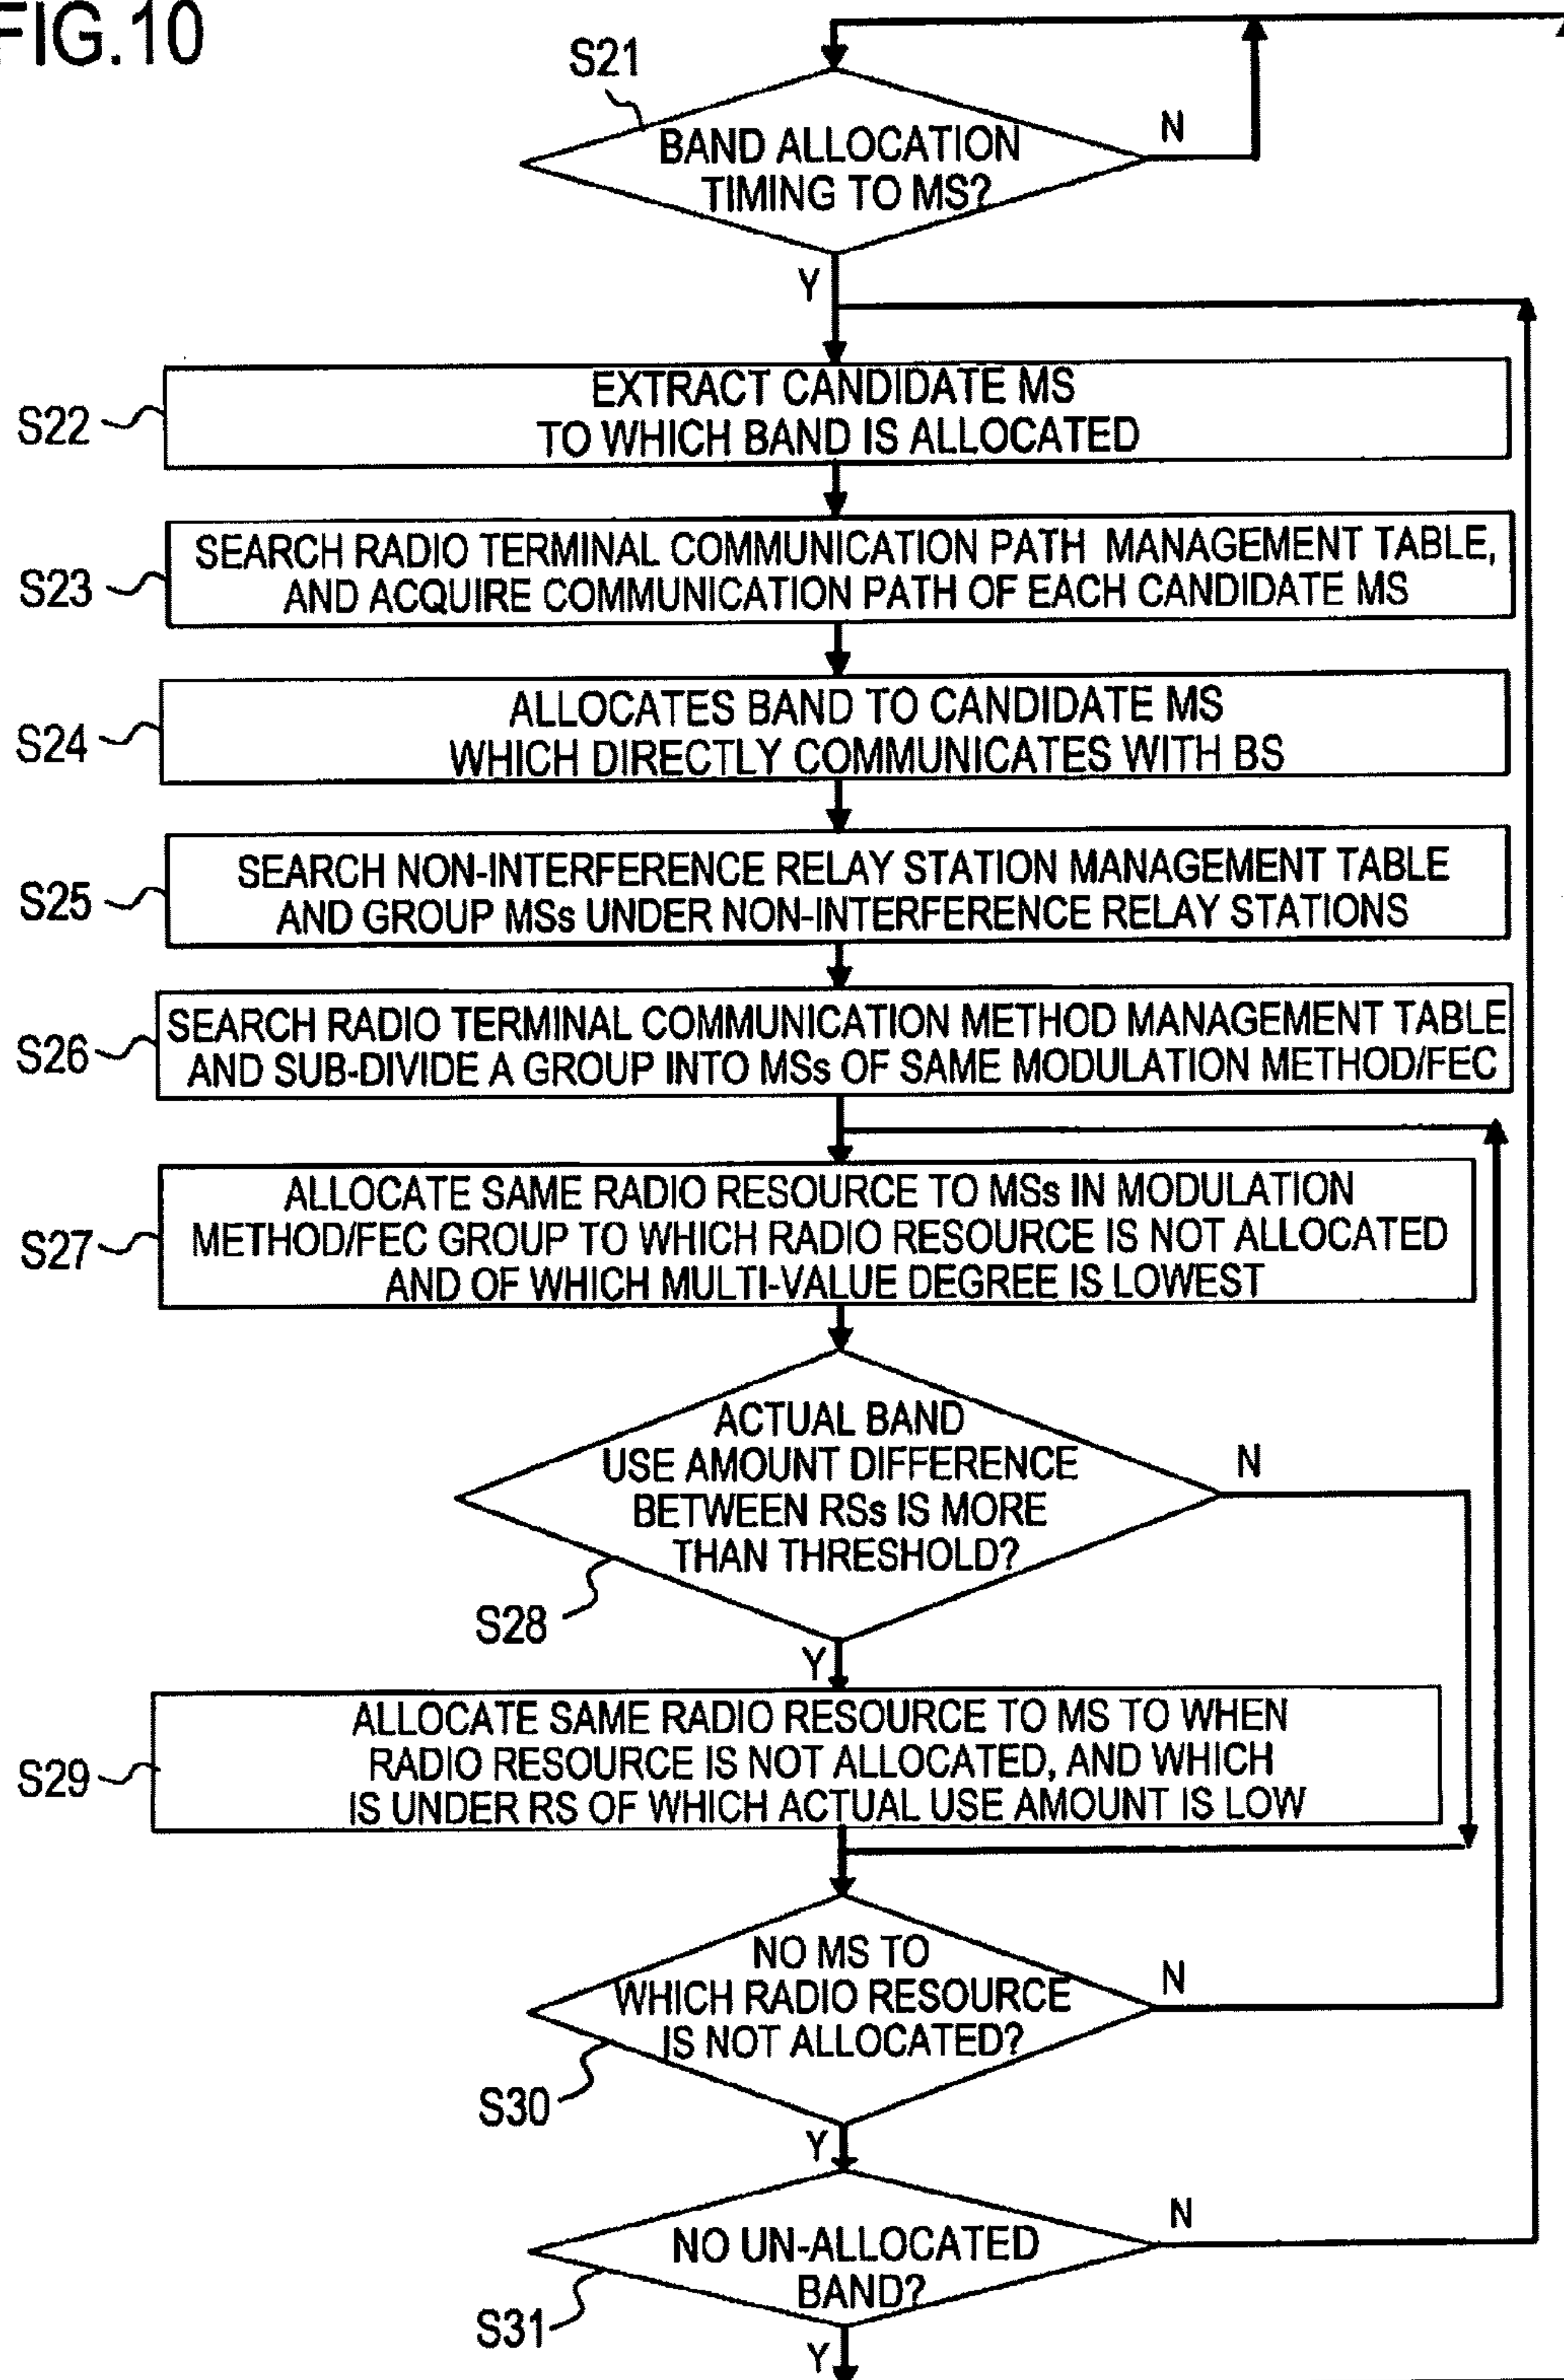 FIG.10
S21
BAND ALLOCATION
TIMING TO MS?
N
Y
S22
EXTRACT CANDIDATE MS
TO WHICH BAND IS ALLOCATED
S23
SEARCH RADIO TERMINAL COMMUNICATION PATH MANAGEMENT TABLE,
AND ACQUIRE COMMUNICATION PATH OF EACH CANDIDATE MS
S24
ALLOCATES BAND TO CANDIDATE MS
WHICH DIRECTLY COMMUNICATES WITH BS
S25
SEARCH NON-INTERFERENCE RELAY STATION MANAGEMENT TABLE
AND GROUP MSs UNDER NON-INTERFERENCE RELAY STATIONS
S26
SEARCH RADIO TERMINAL COMMUNICATION METHOD MANAGEMENT TABLE
AND SUB-DIVIDE A GROUP INTO MSs OF SAME MODULATION METHOD/FEC
S27
ALLOCATE SAME RADIO RESOURCE TO MSs IN MODULATION
METHOD/FEC GROUP TO WHICH RADIO RESOURCE IS NOT ALLOCATED
AND OF WHICH MULTI-VALUE DEGREE IS LOWEST
ACTUAL BAND
USE AMOUNT DIFFERENCE
BETWEEN RSs IS MORE
THAN THRESHOLD?
N
S28
Y
S29
ALLOCATE SAME RADIO RESOURCE TO MS TO WHEN
RADIO RESOURCE IS NOT ALLOCATED, AND WHICH
IS UNDER RS OF WHICH ACTUAL USE AMOUNT IS LOW
NO MS TO
WHICH RADIO RESOURCE
IS NOT ALLOCATED?
N
S30
Y
NO UN-ALLOCATED
BAND?
N
S31
Y